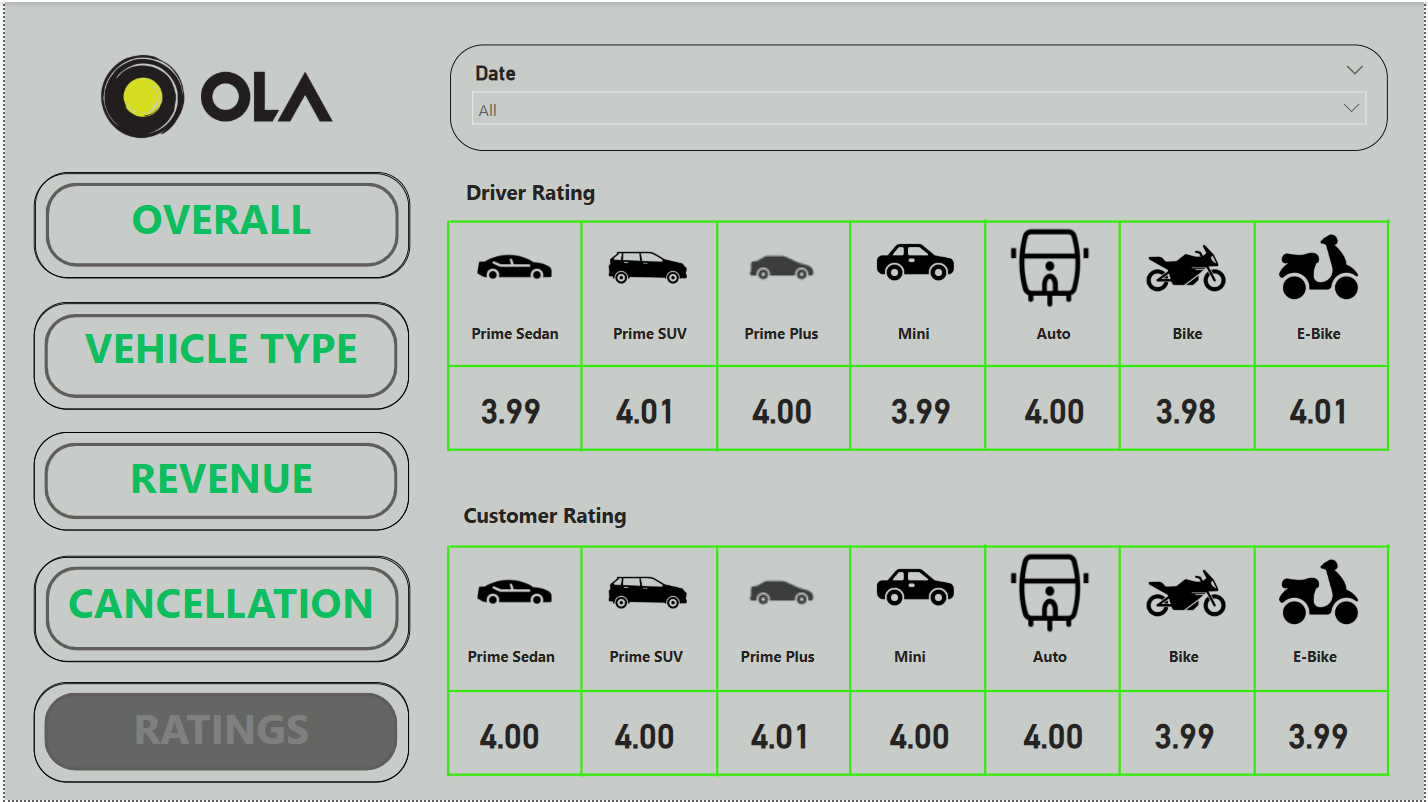 OLA
Date
All
OVERALL
VEHICLE TYPE
REVENUE
CANCELLATION
RATINGS
Driver Rating
Prime Sedan Prime SUV Prime Plus Mini Auto Bike E-Bike
3.99 4.01 4.00 3.99 4.00 3.98 4.01
Customer Rating
Prime Sedan Prime SUV Prime Plus Mini Auto Bike E-Bike
4.00 4.00 4.01 4.00 4.00 3.99 3.99